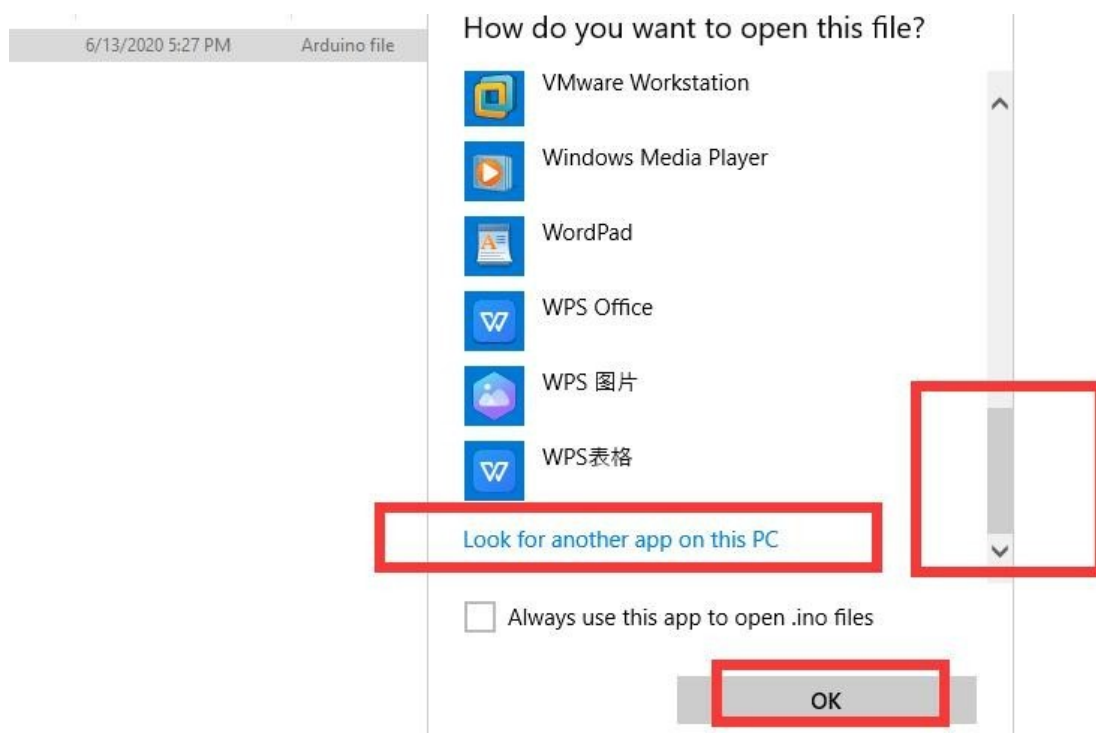 6/13/2020 5:27 PM Arduino file
How do you want to open this file?
VMware Workstation
Windows Media Player
WordPad
WPS Office
WPS 图片
WPS表格
Look for another app on this PC
Always use this app to open .ino files
OK